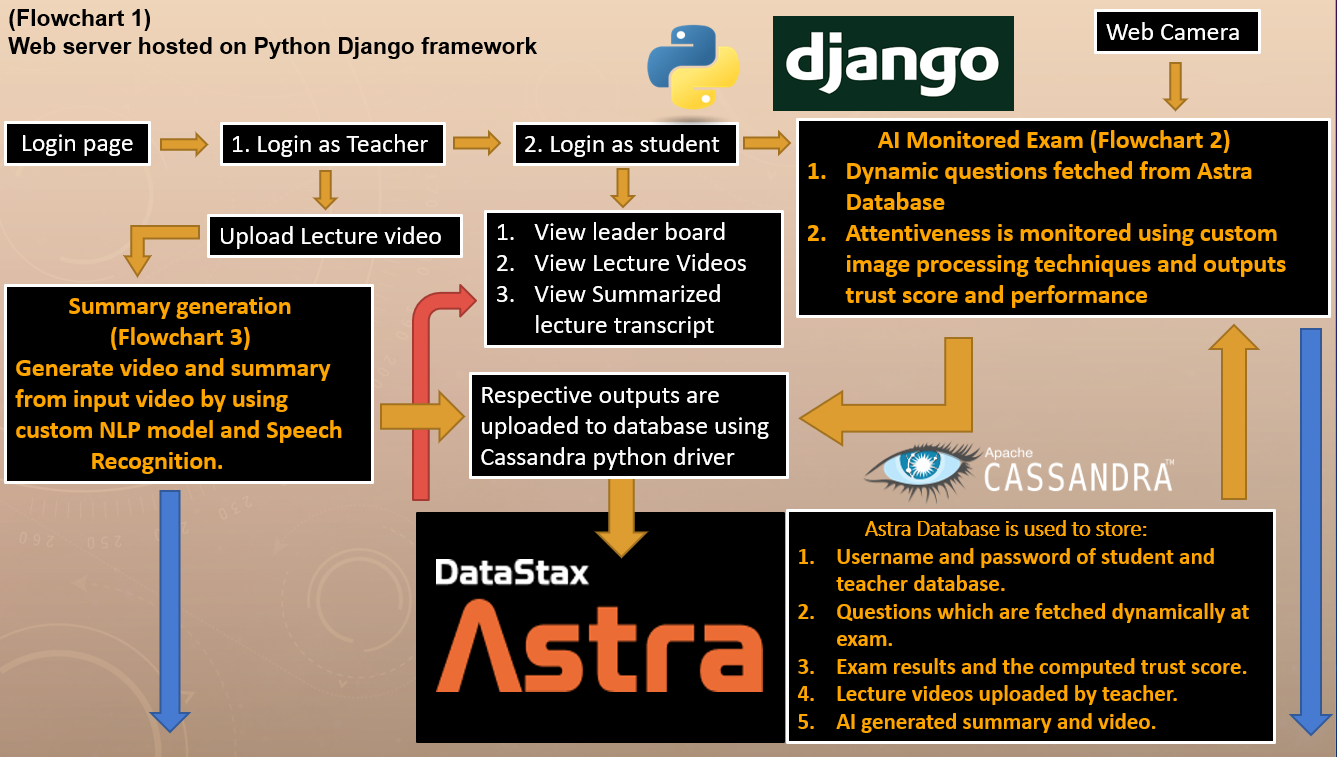 (Flowchart 1)
Web server hosted on Python Django framework
django
Web Camera
Login page
1. Login as Teacher
2. Login as student
AI Monitored Exam (Flowchart 2)
1. Dynamic questions fetched from Astra
Database
2. Attentiveness is monitored using custom
image processing techniques and outputs
trust score and performance
Upload Lecture video
1. View leader board
2. View Lecture Videos
3. View Summarized
lecture transcript
Summary generation
(Flowchart 3)
Generate video and summary
from input video by using
custom NLP model and Speech
Recognition.
Respective outputs are
uploaded to database using
Cassandra python driver
Apache
CASSANDRA™
DataStax
Astra
Astra Database is used to store:
1. Username and password of student and
teacher database.
2. Questions which are fetched dynamically at
exam.
3. Exam results and the computed trust score.
4. Lecture videos uploaded by teacher.
5. AI generated summary and video.